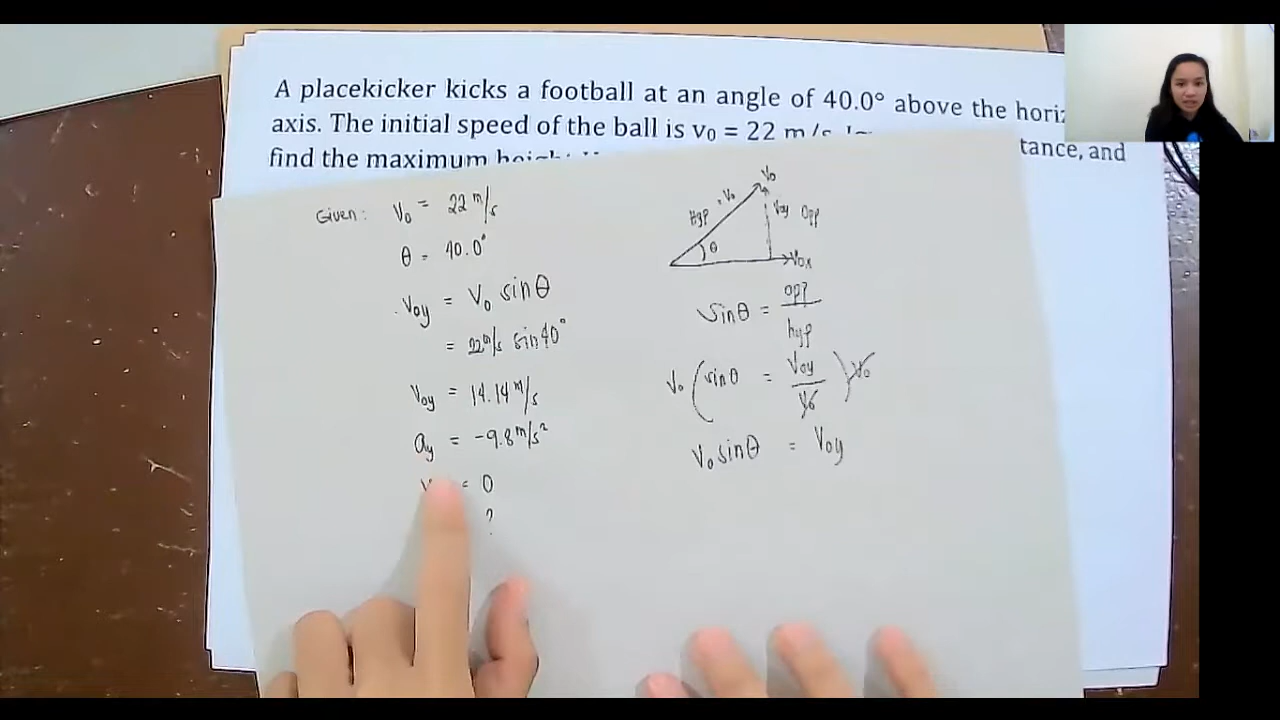 A placekicker kicks a football at an angle of 40.0° above the
axis. The initial speed of the ball is v₀ = 22 m/s
tance, and
find the maximum
Given: V₀ = 22 m/s
θ = 40.0°
Voy = V₀ sinθ
= 22m/s sin40°
Voy = 14.14 m/s
ay = -9.8 m/s²
= 0
?
V₀
Hyp = V₀
Voy Opp
θ
Vox
sinθ = opp / hyp
V₀ ( sinθ = Voy / V₀ ) V₀
V₀ sinθ = Voy